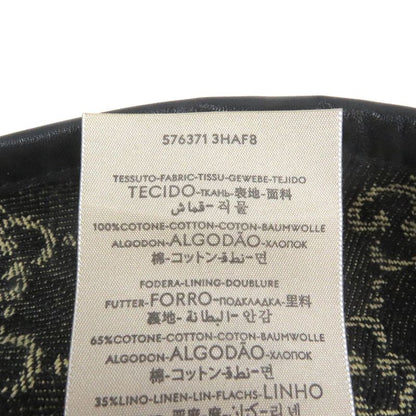 576371 3HAF8
TESSUTO-FABRIC-TISSU-GEWEBE-TEJIDO
TECIDO-ТКАНЬ-表地-面料
قماش-직물
100%COTONE-COTTON-COTON-BAUMWOLLE
ALGODON-ALGODÃO-ХЛОПОК
棉-コットン-قطن-면
FODERA-LINING-DOUBLURE
FUTTER-FORRO-ПОДКЛАДКА-里料
裏地-البطانة-안감
65%COTONE-COTTON-COTON-BAUMWOLLE
ALGODON-ALGODÃO-ХЛОПОК
棉-コットン-قطن-면
35%LINO-LINEN-LIN-FLACHS-LINHO